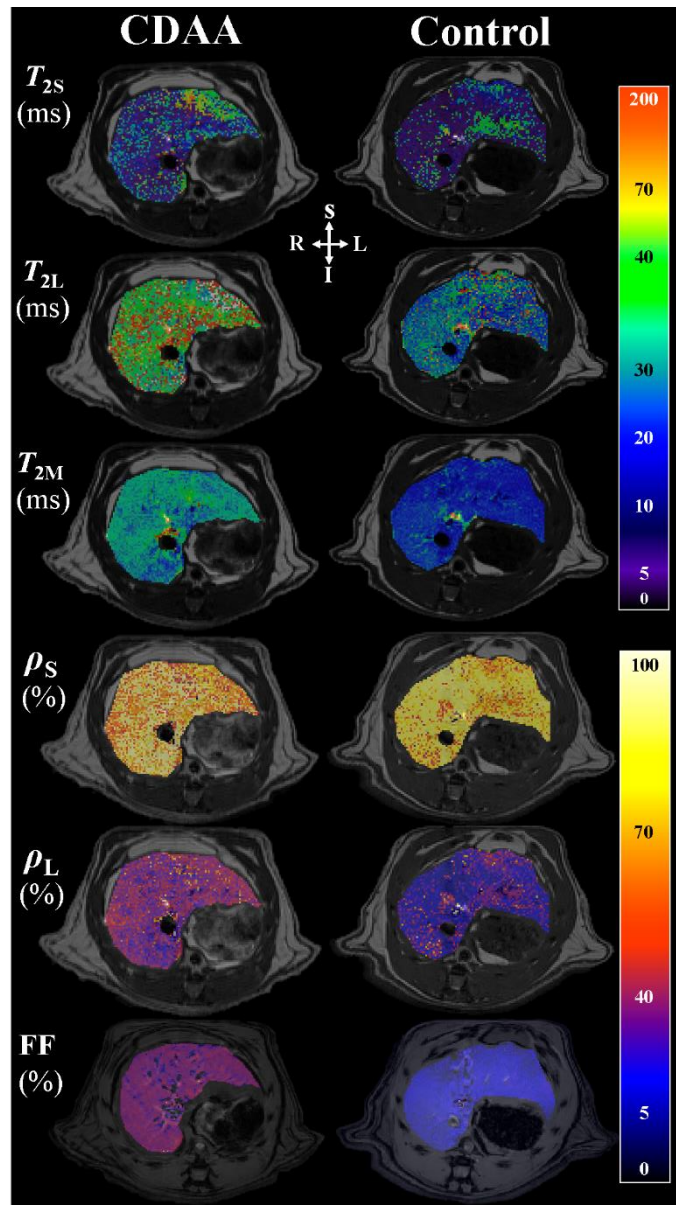 CDAA Control
T2S
(ms)
200
70
S
R L
I
40
T2L
(ms)
30
20
T2M
(ms)
10
5
0
ρS
(%)
100
70
ρL
(%)
40
FF
(%)
5
0